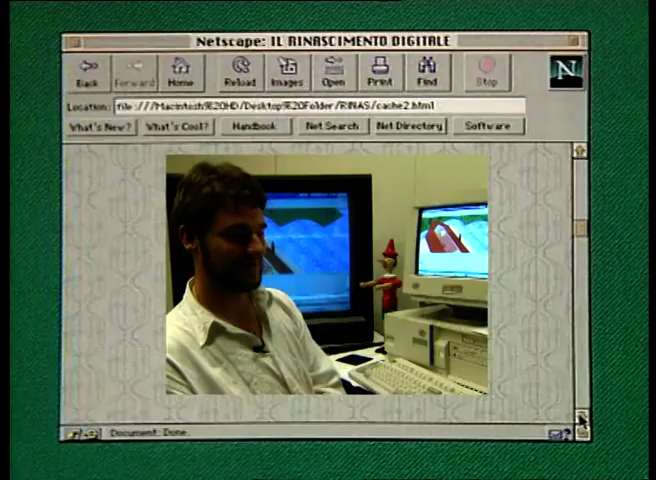 Netscape: IL RINASCIMENTO DIGITALE
Back Forward Home Reload Images Open Print Find Stop
N
Location: file:///Macintosh%20HD/Desktop%20Folder/RINAS/cache2.html
What's New? What's Cool? Handbook Net Search Net Directory Software
Document: Done.